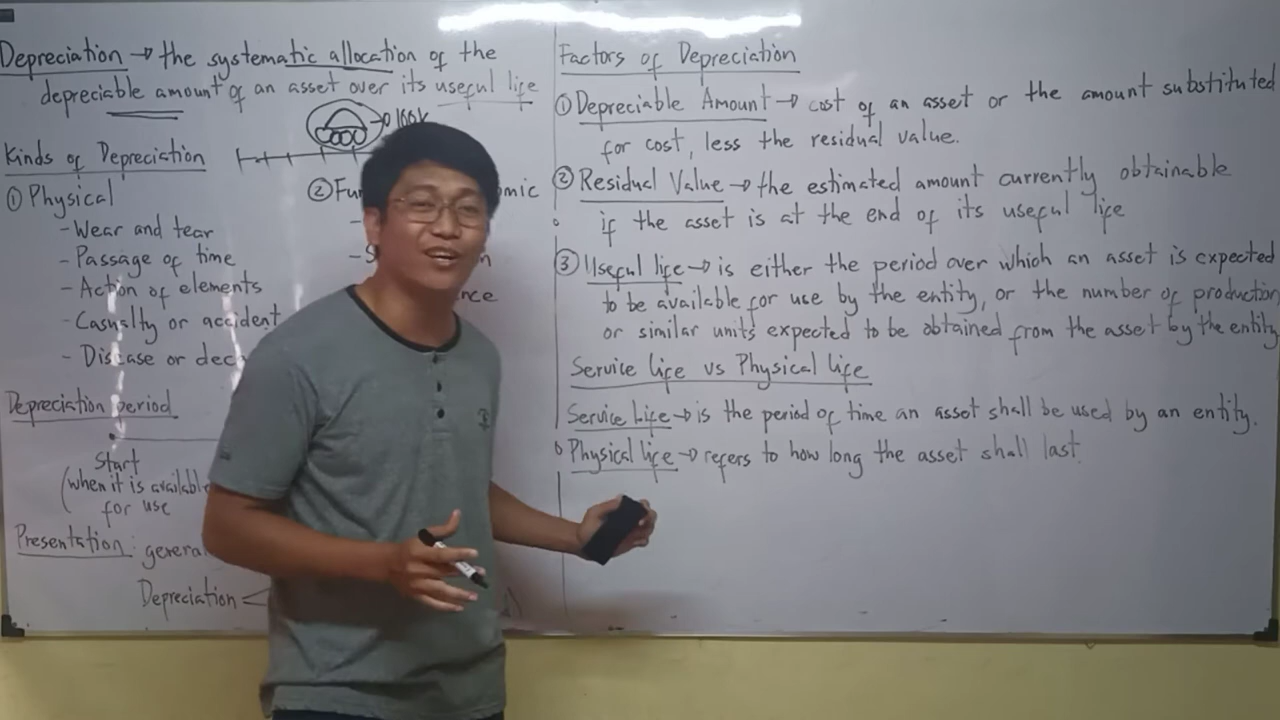 Depreciation → the systematic allocation of the
depreciable amount of an asset over its useful life
→ 100k
Kinds of Depreciation
① Physical
- Wear and tear
- Passage of time
- Action of elements
- Casualty or accident
- Disease or
②
Depreciation period
Start
(when it is available
for use
Presentation:
Depreciation
Factors of Depreciation
① Depreciable Amount → cost of an asset or the amount substituted
for cost, less the residual value.
② Residual Value → the estimated amount currently obtainable
if the asset is at the end of its useful life
③ Useful life → is either the period over which an asset is expected
to be available for use by the entity, or the number of production
or similar units expected to be obtained from the asset by the entity
Service life vs Physical life
Service Life → is the period of time an asset shall be used by an entity.
Physical life → refers to how long the asset shall last.